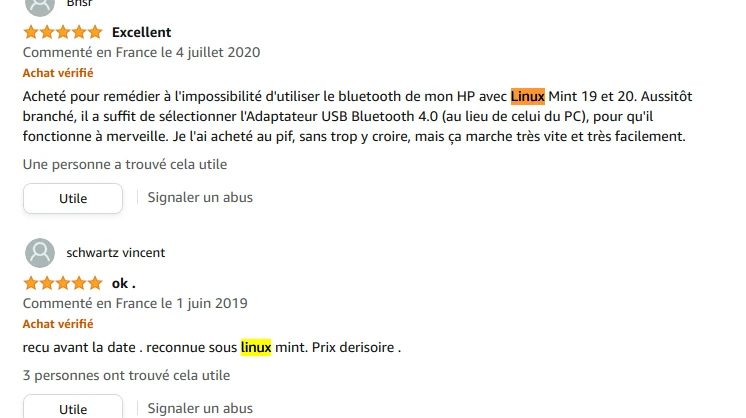 Bhsr
Excellent
Commenté en France le 4 juillet 2020
Achat vérifié
Acheté pour remédier à l'impossibilité d'utiliser le bluetooth de mon HP avec Linux Mint 19 et 20. Aussitôt
branché, il a suffit de sélectionner l'Adaptateur USB Bluetooth 4.0 (au lieu de celui du PC), pour qu'il
fonctionne à merveille. Je l'ai acheté au pif, sans trop y croire, mais ça marche très vite et très facilement.
Une personne a trouvé cela utile
Utile
Signaler un abus
schwartz vincent
ok .
Commenté en France le 1 juin 2019
Achat vérifié
recu avant la date . reconnue sous linux mint. Prix derisoire .
3 personnes ont trouvé cela utile
Utile
Signaler un abus